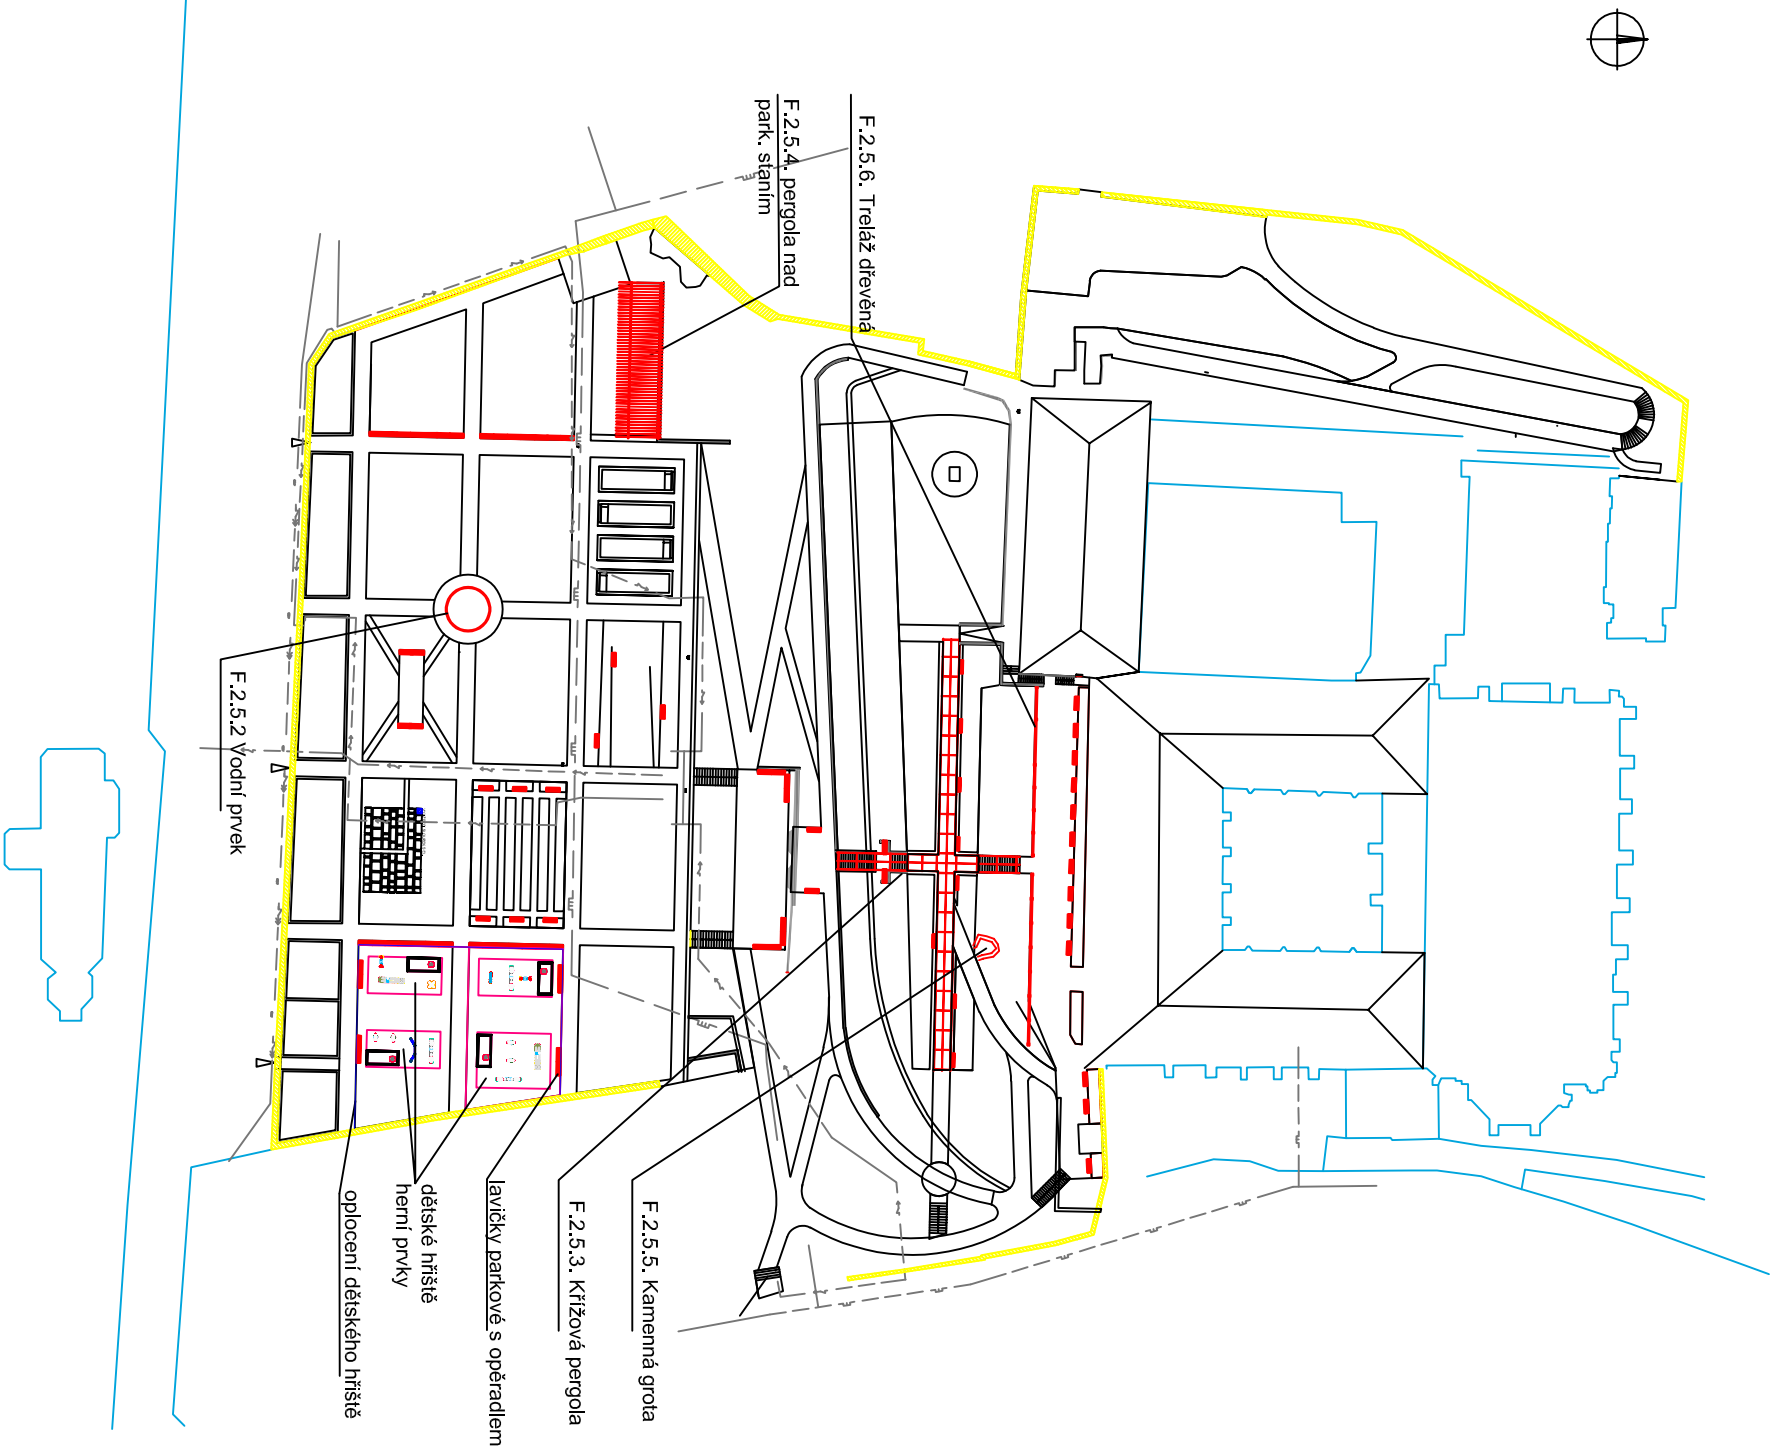 F.2.5.6. Treláž dřevěná
F.2.5.4. pergola nad
park. staním
F.2.5.5. Kamenná grota
F.2.5.3. Křížová pergola
lavičky parkové s opěradlem
dětské hřiště
herní prvky
oplocení dětského hřiště
F.2.5.2 Vodní prvek